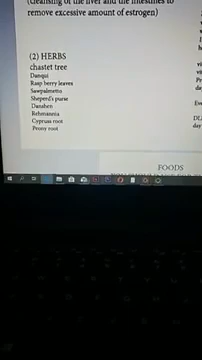 (cleansing of the liver and the intestines to
remove excessive amount of estrogen)
(2) HERBS
chastet tree
Danqui
Rasp berry leaves
Sawpalmetto
Sheperd's purse
Danshen
Rehmannia
Cypruss root
Peony root
FOODS